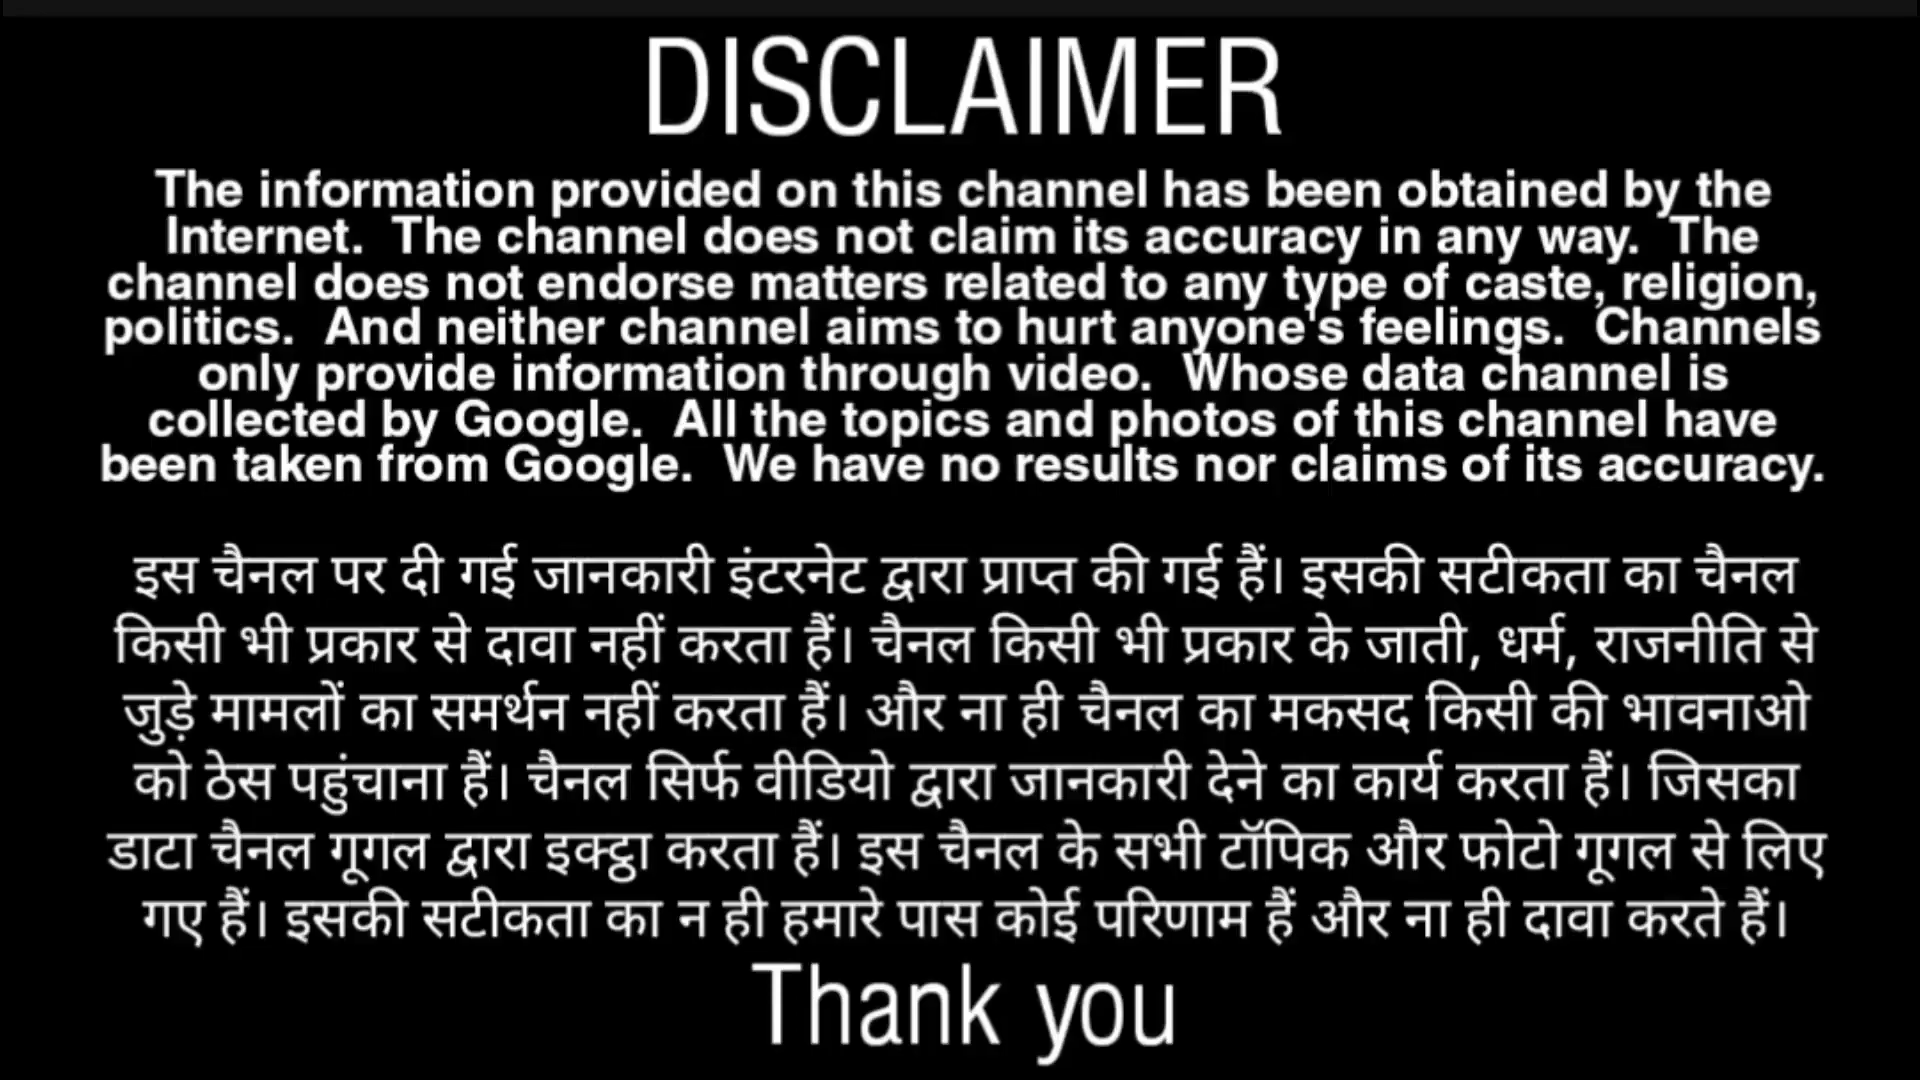 DISCLAIMER
The information provided on this channel has been obtained by the
Internet.  The channel does not claim its accuracy in any way.  The
channel does not endorse matters related to any type of caste, religion,
politics.  And neither channel aims to hurt anyone's feelings.  Channels
only provide information through video.  Whose data channel is
collected by Google.  All the topics and photos of this channel have
been taken from Google.  We have no results nor claims of its accuracy.
इस चैनल पर दी गई जानकारी इंटरनेट द्वारा प्राप्त की गई हैं। इसकी सटीकता का चैनल
किसी भी प्रकार से दावा नहीं करता हैं। चैनल किसी भी प्रकार के जाती, धर्म, राजनीति से
जुड़े मामलों का समर्थन नहीं करता हैं। और ना ही चैनल का मकसद किसी की भावनाओ
को ठेस पहुंचाना हैं। चैनल सिर्फ वीडियो द्वारा जानकारी देने का कार्य करता हैं। जिसका
डाटा चैनल गूगल द्वारा इक्ट्ठा करता हैं। इस चैनल के सभी टॉपिक और फोटो गूगल से लिए
गए हैं। इसकी सटीकता का न ही हमारे पास कोई परिणाम हैं और ना ही दावा करते हैं।
Thank you